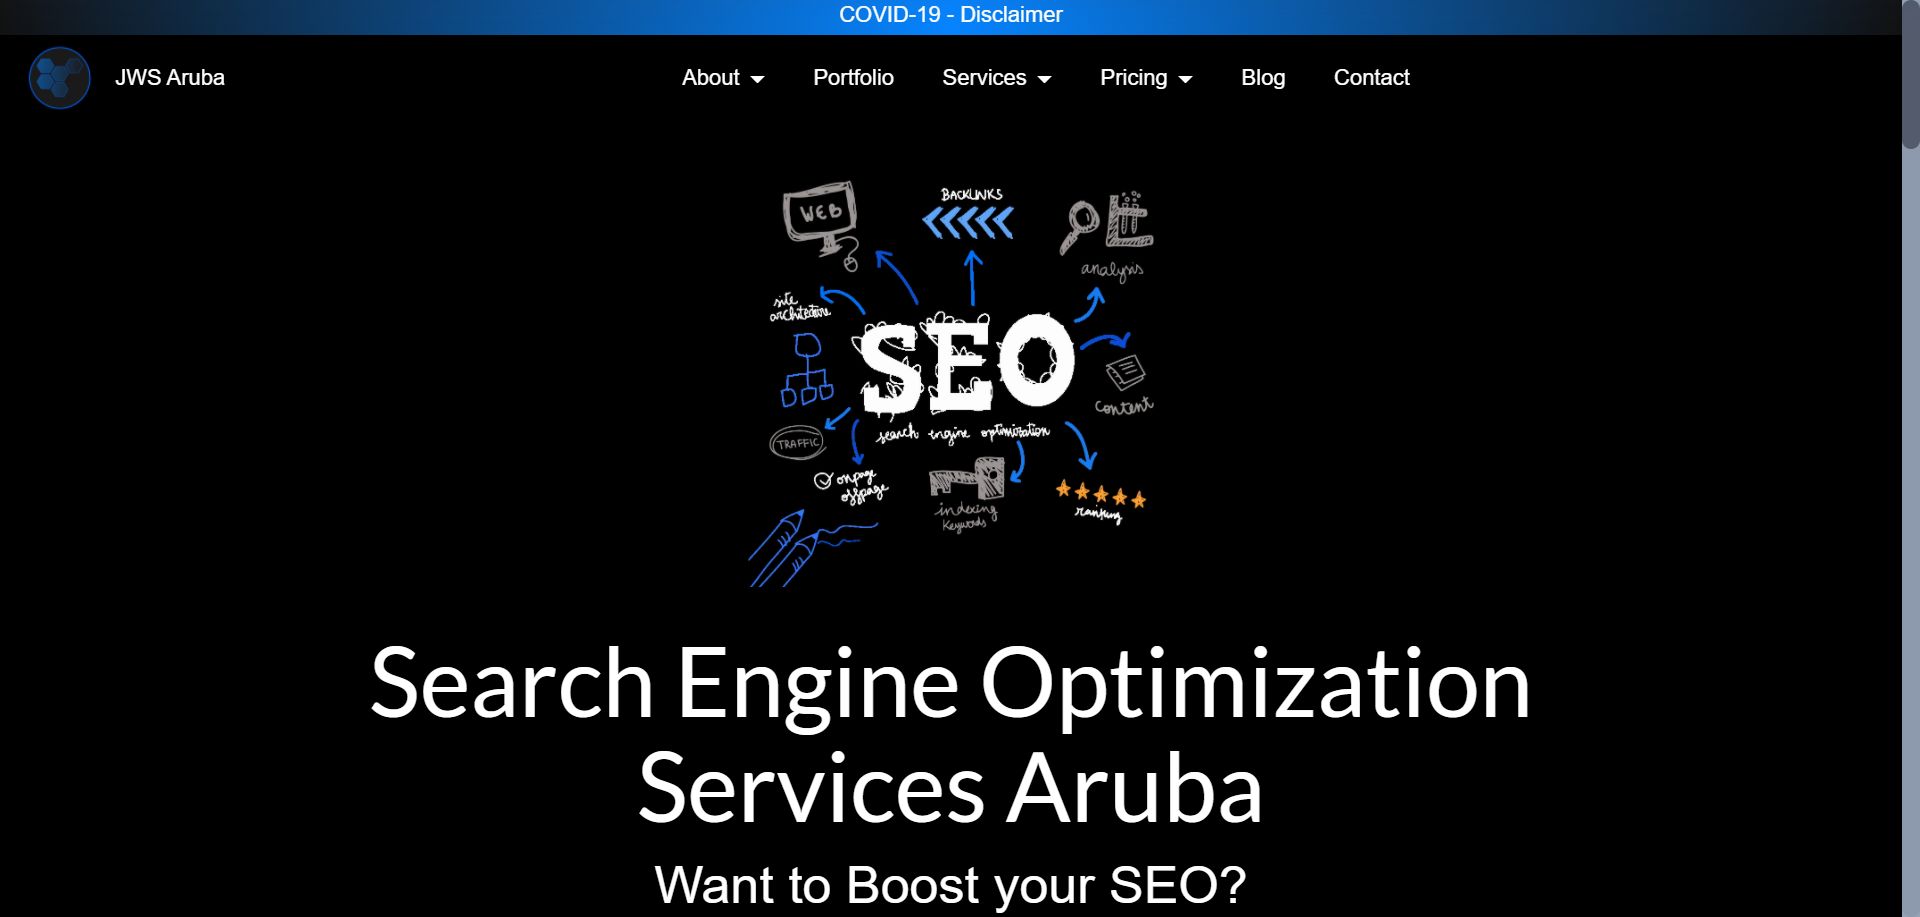 COVID-19 - Disclaimer
JWS Aruba
About
Portfolio
Services
Pricing
Blog
Contact
WEB
BACKLINKS
analysis
site
architecture
SEO
content
TRAFFIC
search engine optimization
onpage
offpage
indexing
Keywords
ranking
Search Engine Optimization
Services Aruba
Want to Boost your SEO?